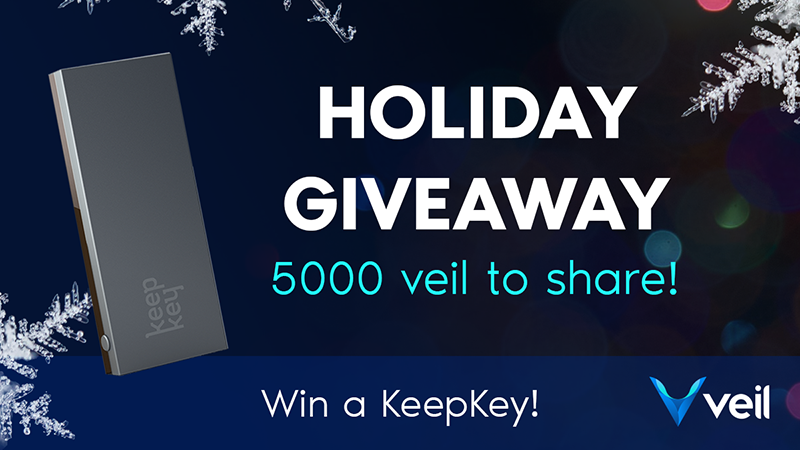 HOLIDAY
GIVEAWAY
5000 veil to share!
keep
key
Win a KeepKey!
veil